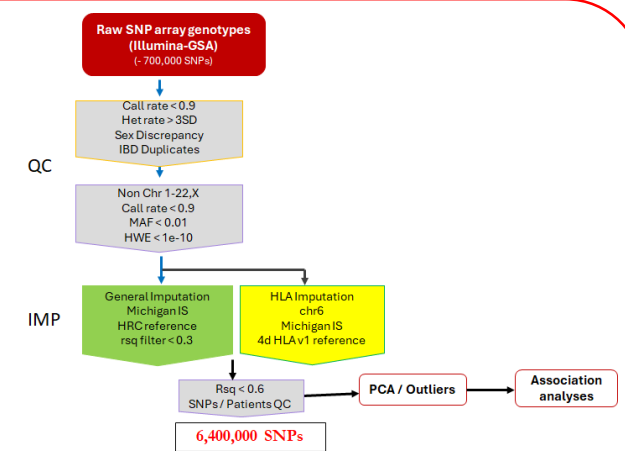 Raw SNP array genotypes
(Illumina-GSA)
(- 700,000 SNPs)
Call rate < 0.9
Het rate > 3SD
Sex Discrepancy
IBD Duplicates
QC
Non Chr 1-22,X
Call rate < 0.9
MAF < 0.01
HWE < 1e-10
IMP
General Imputation
Michigan IS
HRC reference
rsq filter < 0.3
HLA Imputation
chr6
Michigan IS
4d HLA v1 reference
Rsq < 0.6
SNPs / Patients QC
PCA / Outliers
Association
analyses
6,400,000 SNPs